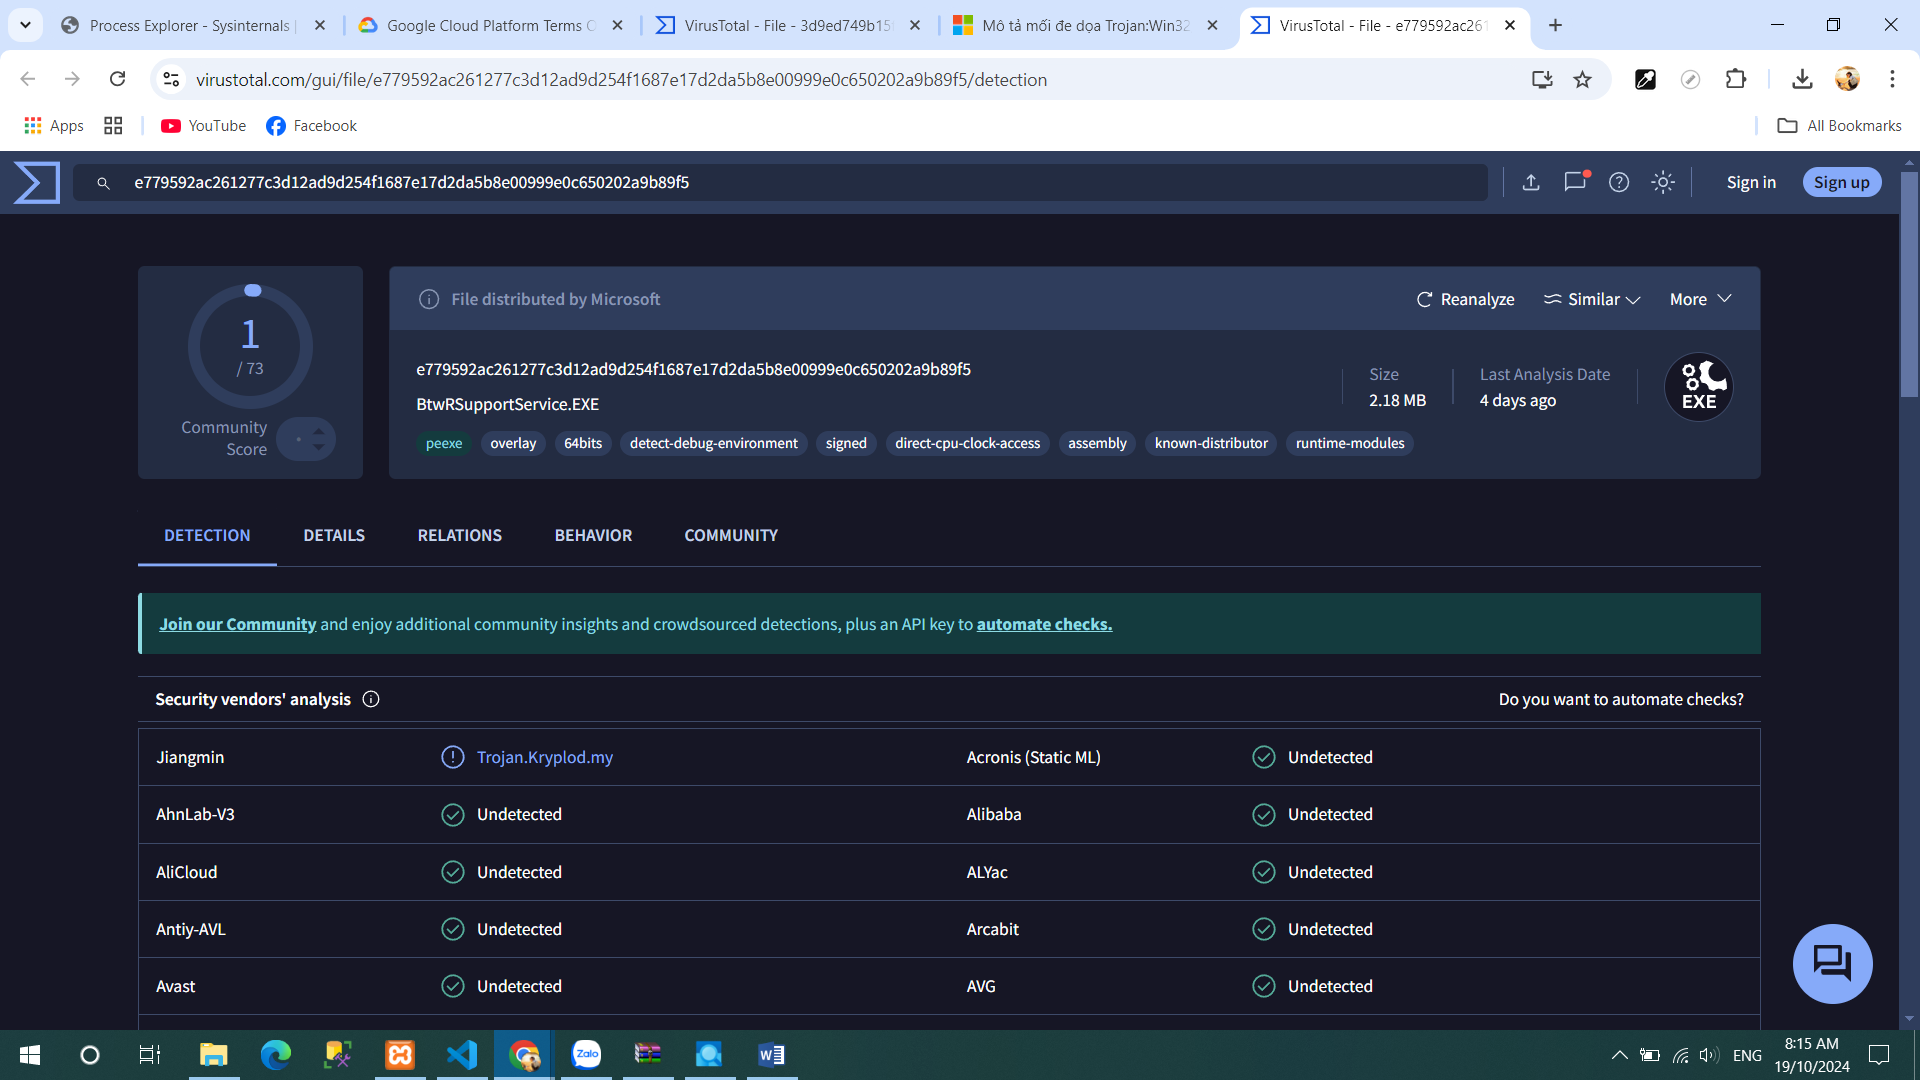 Process Explorer - Sysinternals |
Google Cloud Platform Terms O
VirusTotal - File - 3d9ed749b15
Mô tả mối đe dọa Trojan:Win32
VirusTotal - File - e779592ac261
virustotal.com/gui/file/e779592ac261277c3d12ad9d254f1687e17d2da5b8e00999e0c650202a9b89f5/detection
Apps
YouTube
Facebook
All Bookmarks
e779592ac261277c3d12ad9d254f1687e17d2da5b8e00999e0c650202a9b89f5
Sign in
Sign up
1
/ 73
Community
Score
File distributed by Microsoft
Reanalyze
Similar
More
e779592ac261277c3d12ad9d254f1687e17d2da5b8e00999e0c650202a9b89f5
BtwRSupportService.EXE
Size
2.18 MB
Last Analysis Date
4 days ago
EXE
peexe
overlay
64bits
detect-debug-environment
signed
direct-cpu-clock-access
assembly
known-distributor
runtime-modules
DETECTION
DETAILS
RELATIONS
BEHAVIOR
COMMUNITY
Join our Community and enjoy additional community insights and crowdsourced detections, plus an API key to automate checks.
Security vendors' analysis
Do you want to automate checks?
Jiangmin
Trojan.Kryplod.my
Acronis (Static ML)
Undetected
AhnLab-V3
Undetected
Alibaba
Undetected
AliCloud
Undetected
ALYac
Undetected
Antiy-AVL
Undetected
Arcabit
Undetected
Avast
Undetected
AVG
Undetected
Zalo
ENG
8:15 AM
19/10/2024